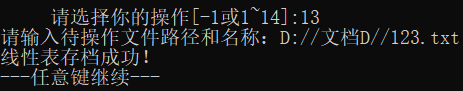 请选择你的操作[-1或1~14]:13
请输入待操作文件路径和名称：D://文档D//123.txt
线性表存档成功！
---任意键继续---